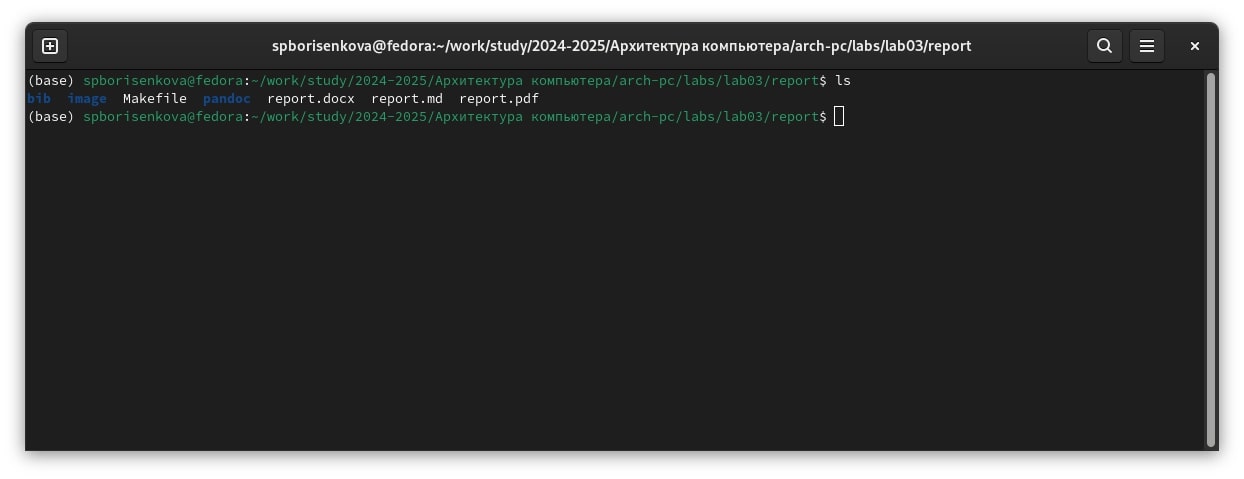 spborisenkova@fedora:~/work/study/2024-2025/Архитектура компьютера/arch-pc/labs/lab03/report
(base) spborisenkova@fedora:~/work/study/2024-2025/Архитектура компьютера/arch-pc/labs/lab03/report$ ls
bib  image  Makefile  pandoc  report.docx  report.md  report.pdf
(base) spborisenkova@fedora:~/work/study/2024-2025/Архитектура компьютера/arch-pc/labs/lab03/report$